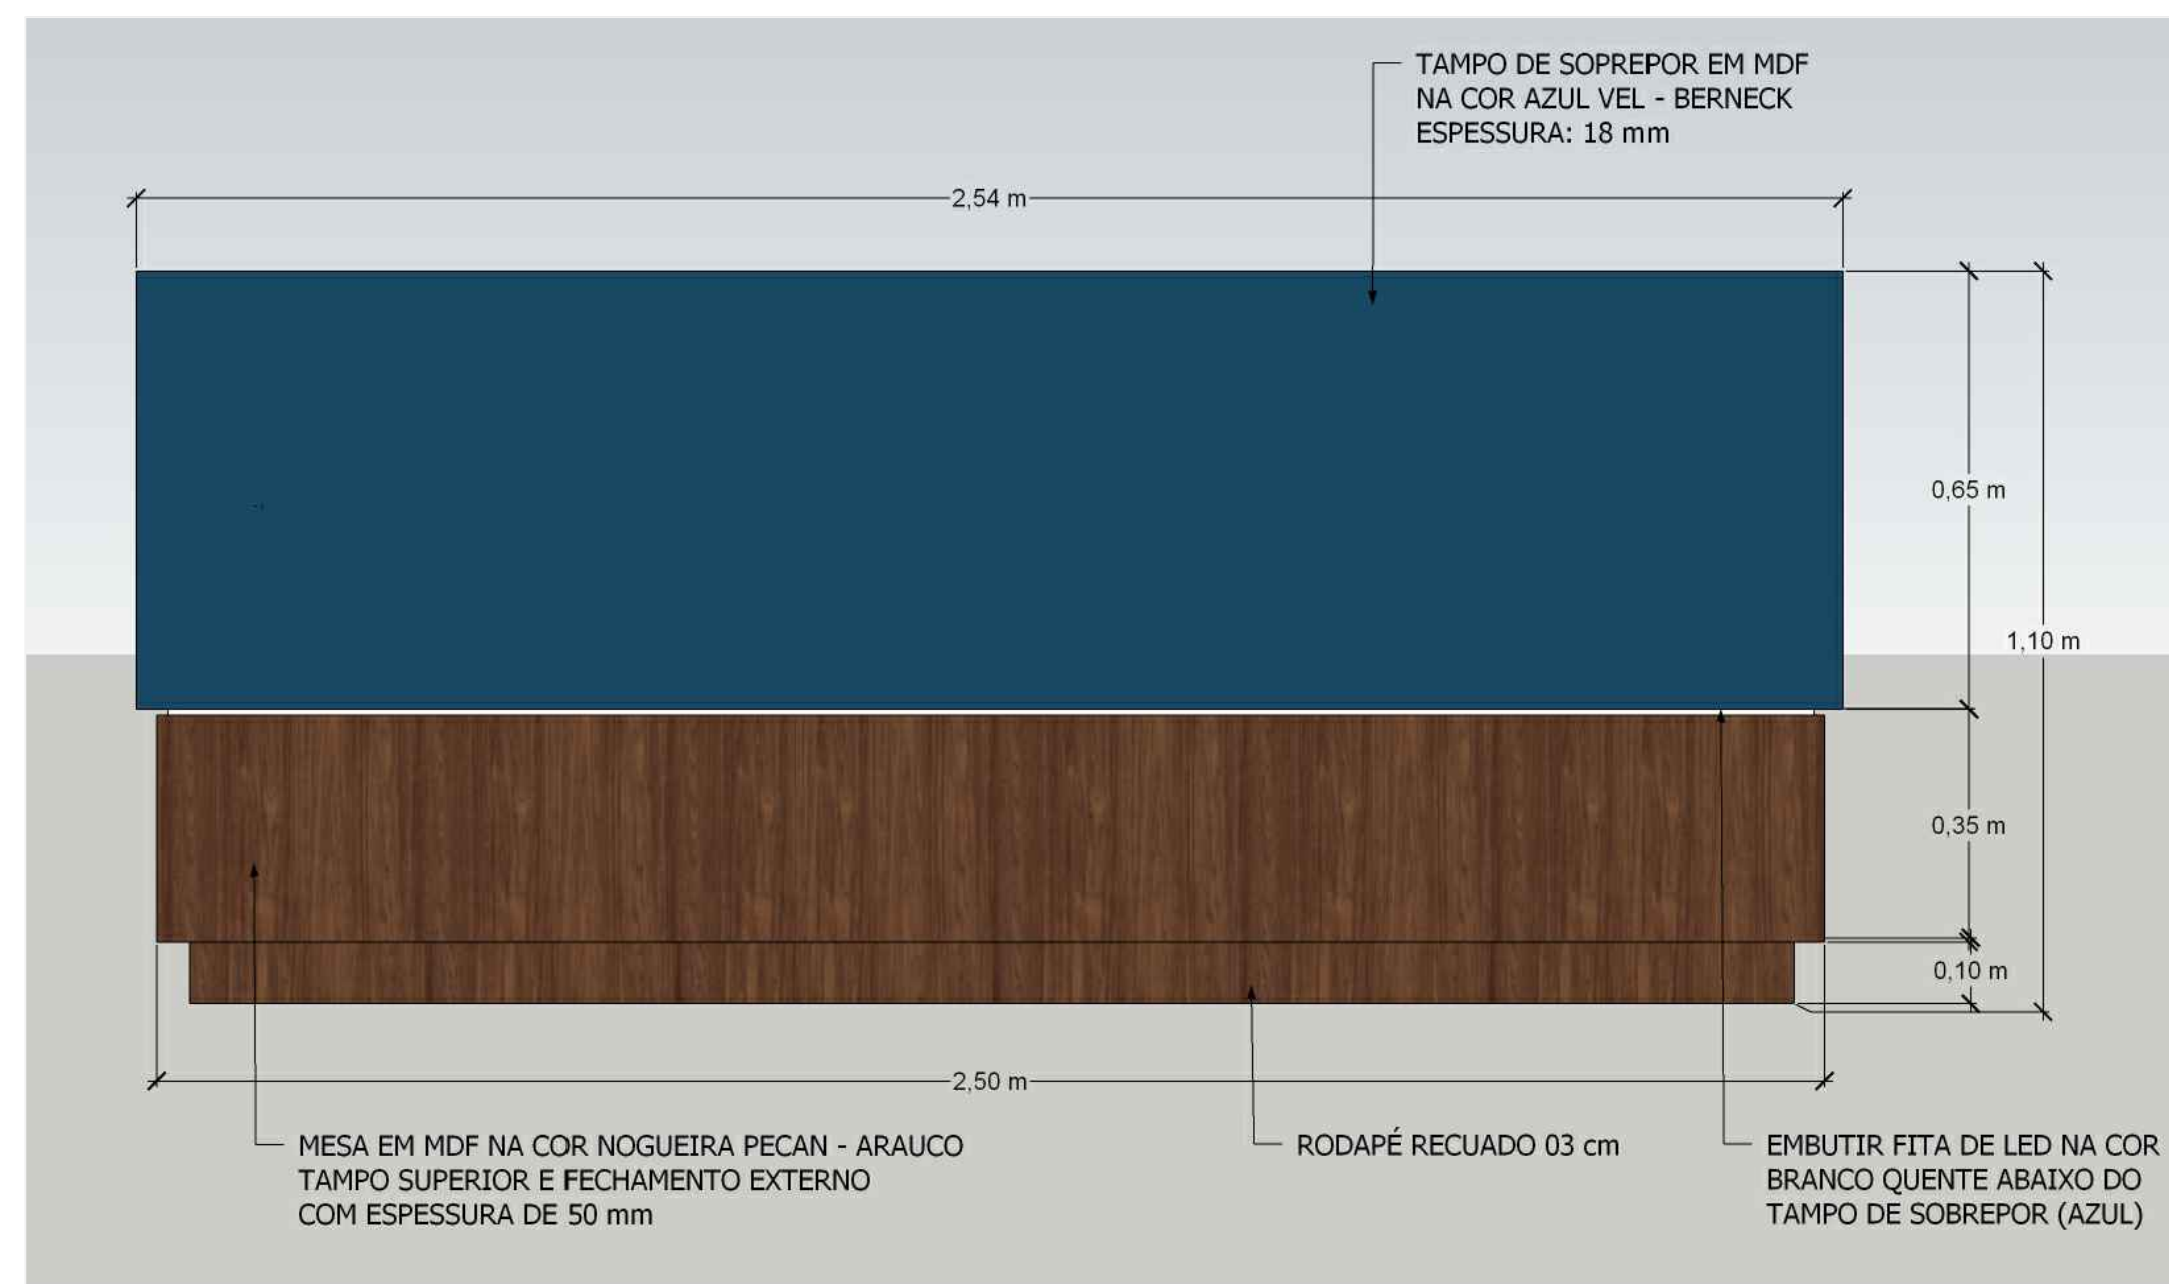 TAMPO DE SOPREPOR EM MDF
NA COR AZUL VEL - BERNECK
ESPESSURA: 18 mm
2,54 m
0,65 m
1,10 m
0,35 m
0,10 m
2,50 m
MESA EM MDF NA COR NOGUEIRA PECAN - ARAUCO
TAMPO SUPERIOR E FECHAMENTO EXTERNO
COM ESPESSURA DE 50 mm
RODAPÉ RECUADO 03 cm
EMBUTIR FITA DE LED NA COR
BRANCO QUENTE ABAIXO DO
TAMPO DE SOBREPOR (AZUL)